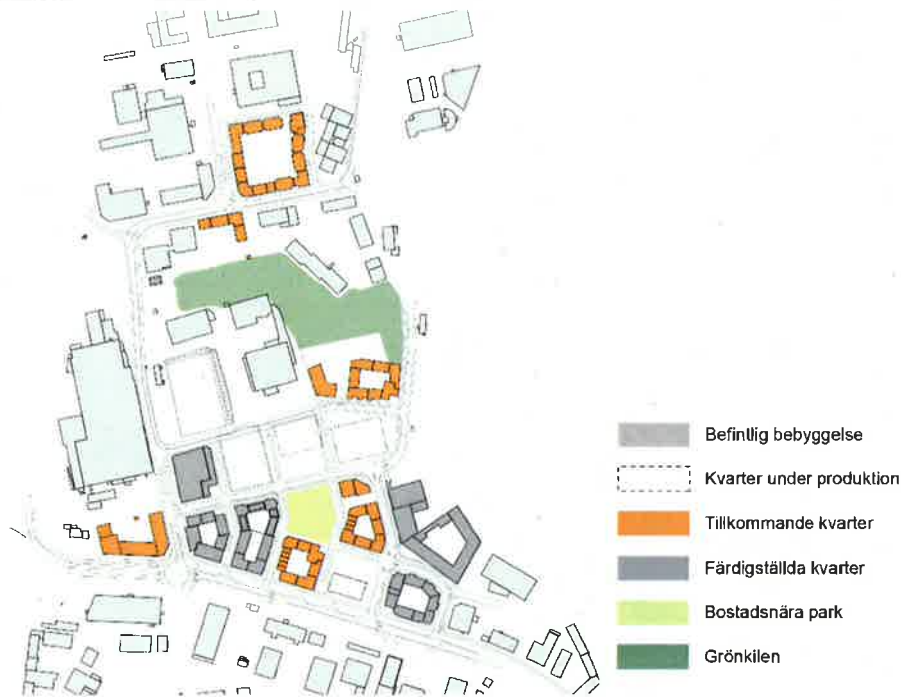 Befintlig bebyggelse
Kvarter under produktion
Tillkommande kvarter
Färdigställda kvarter
Bostadsnära park
Grönkilen